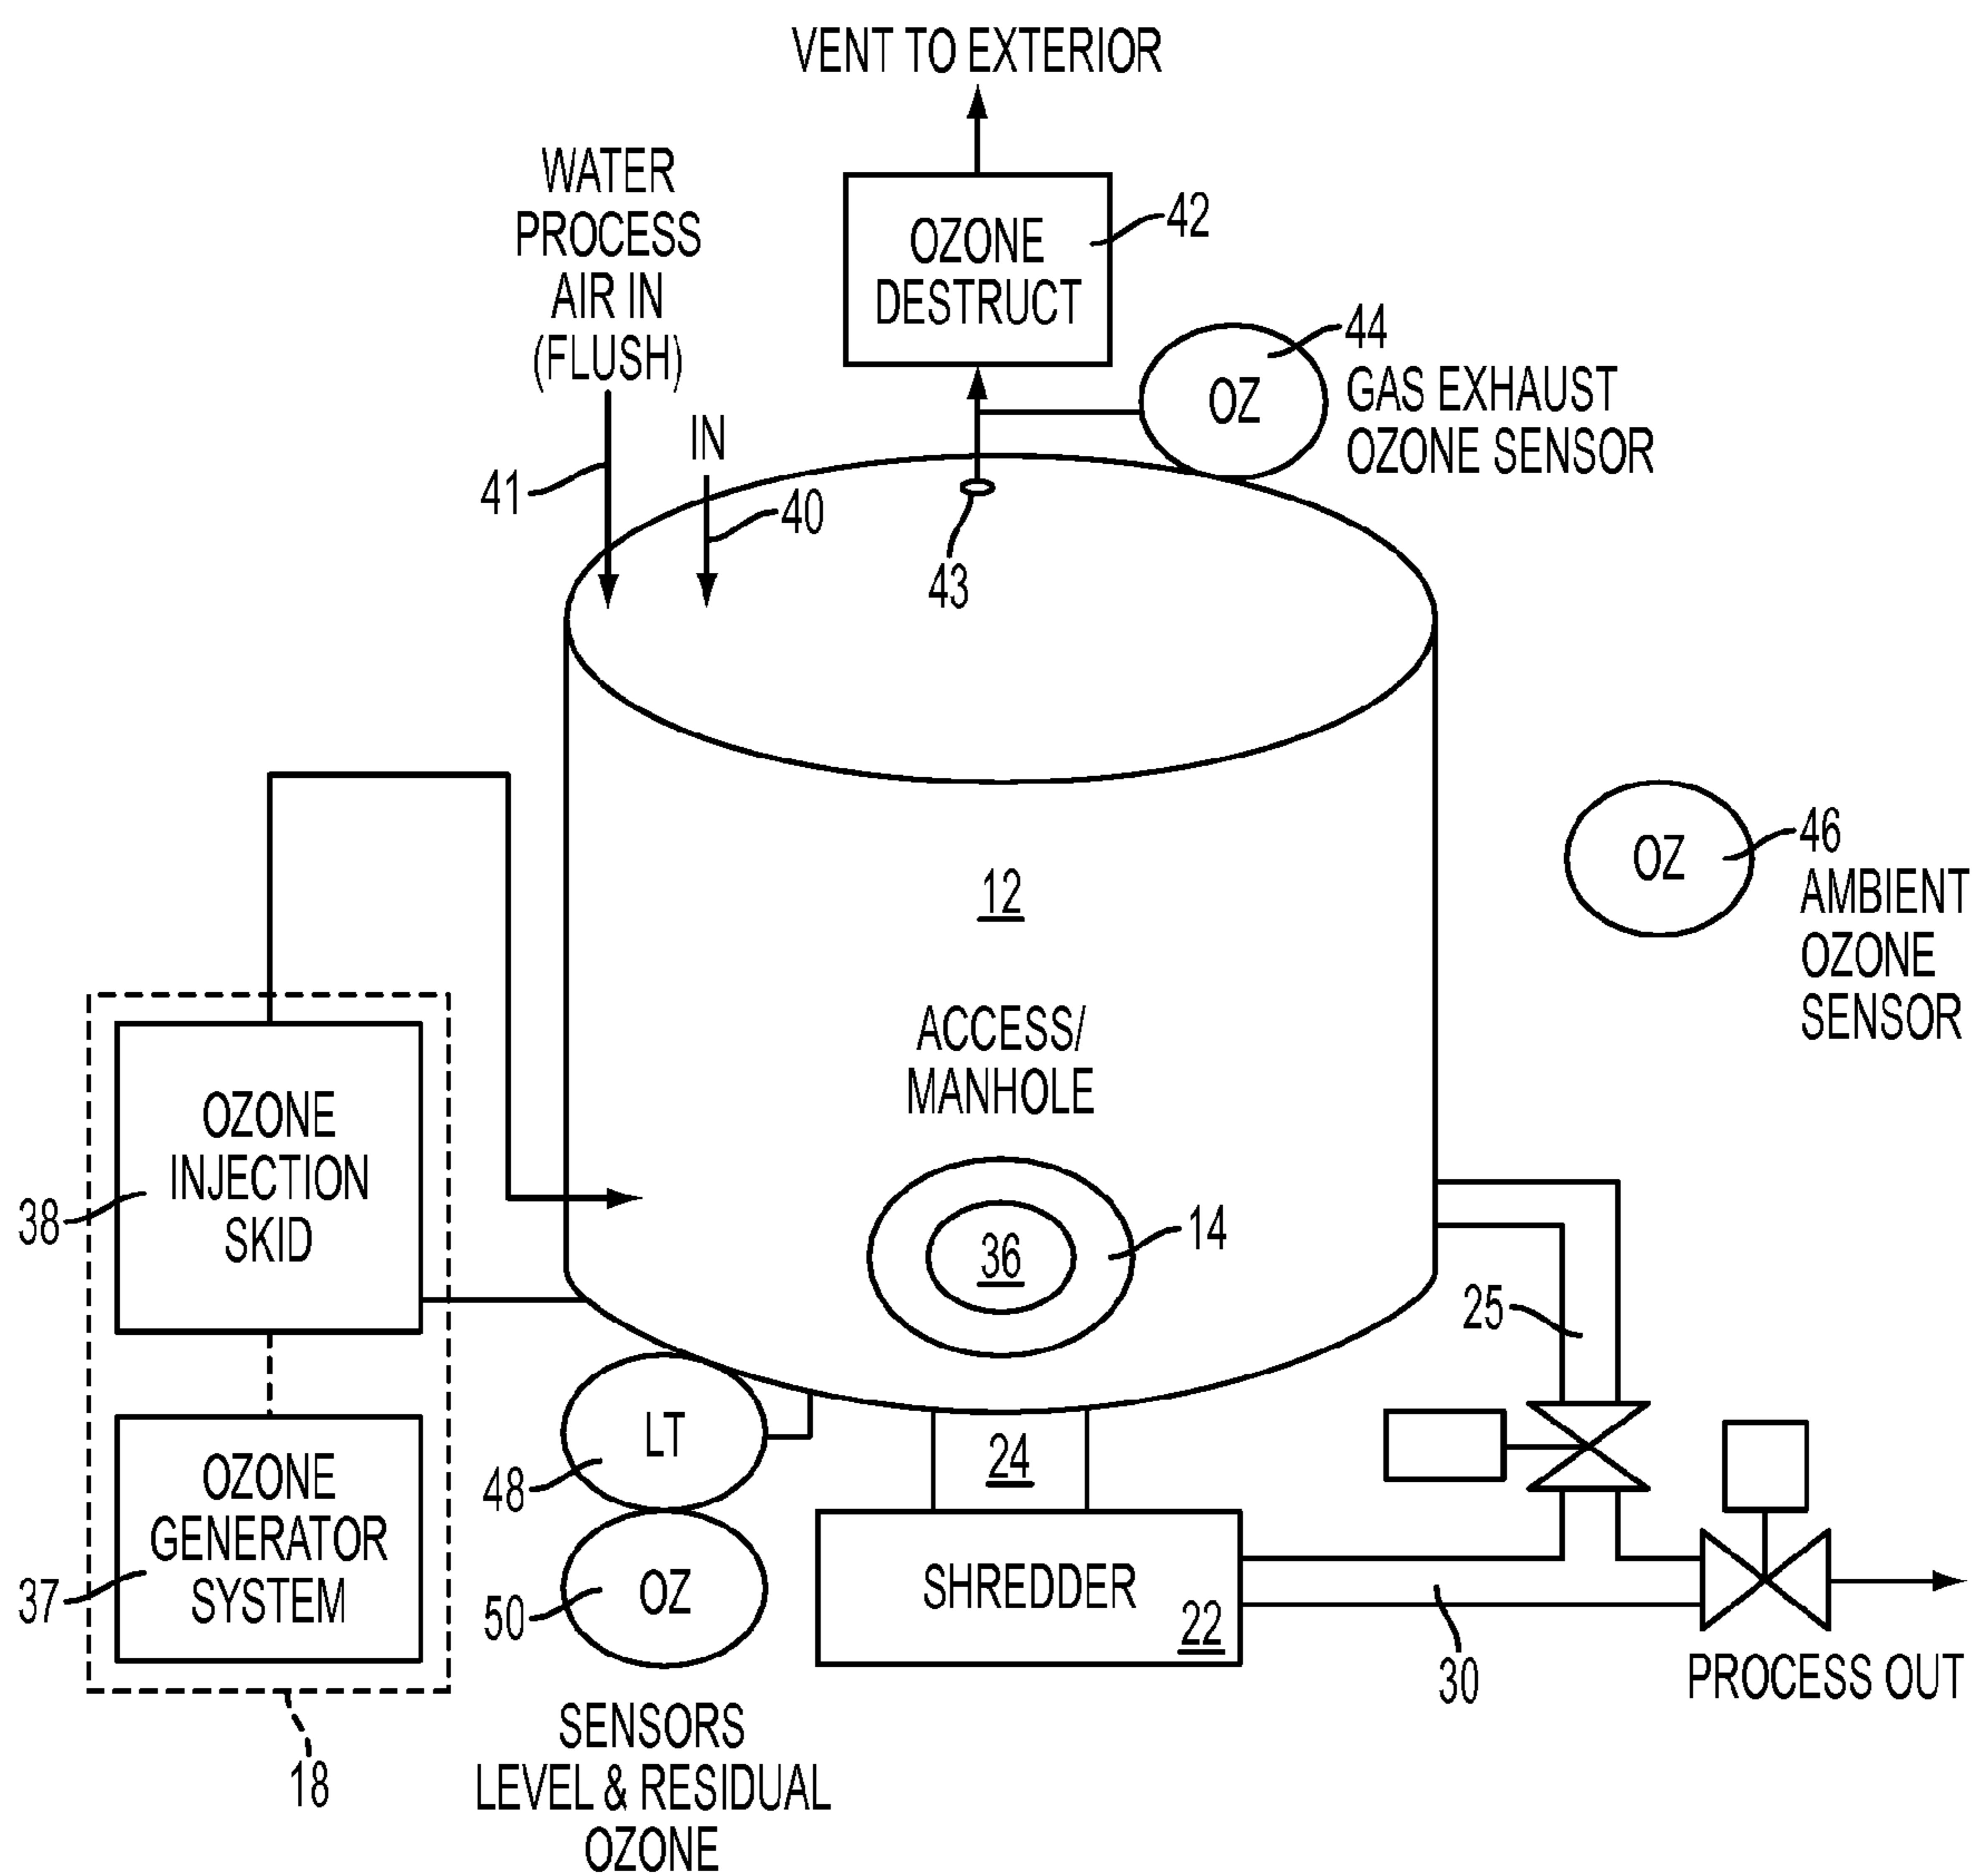 VENT TO EXTERIOR
WATER
PROCESS
AIR IN
(FLUSH)
OZONE
DESTRUCT
42
44
OZ
GAS EXHAUST
OZONE SENSOR
IN
41
40
43
OZ
46
AMBIENT
OZONE
SENSOR
12
ACCESS/
MANHOLE
OZONE
INJECTION
SKID
38
14
36
25
LT
48
24
OZONE
GENERATOR
SYSTEM
37
OZ
50
SHREDDER
22
30
PROCESS OUT
18
SENSORS
LEVEL & RESIDUAL
OZONE